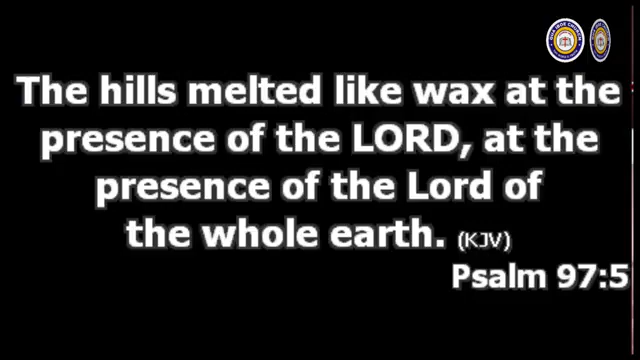 The hills melted like wax at the
presence of the LORD, at the
presence of the Lord of
the whole earth. (KJV)
Psalm 97:5